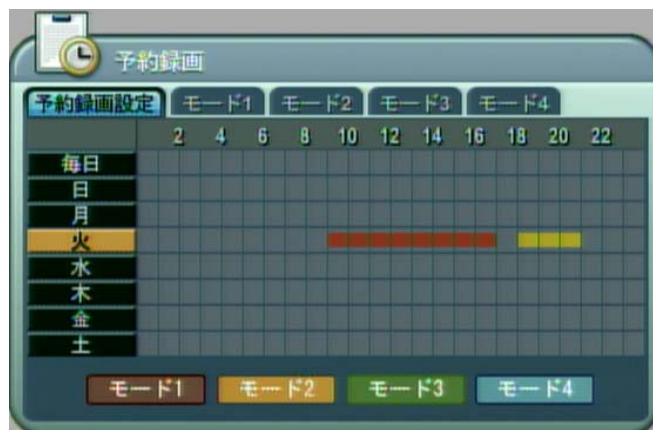 予約録画
予約録画設定 モード1 モード2 モード3 モード4
2 4 6 8 10 12 14 16 18 20 22
毎日
日
月
火
水
木
金
土
モード1 モード2 モード3 モード4